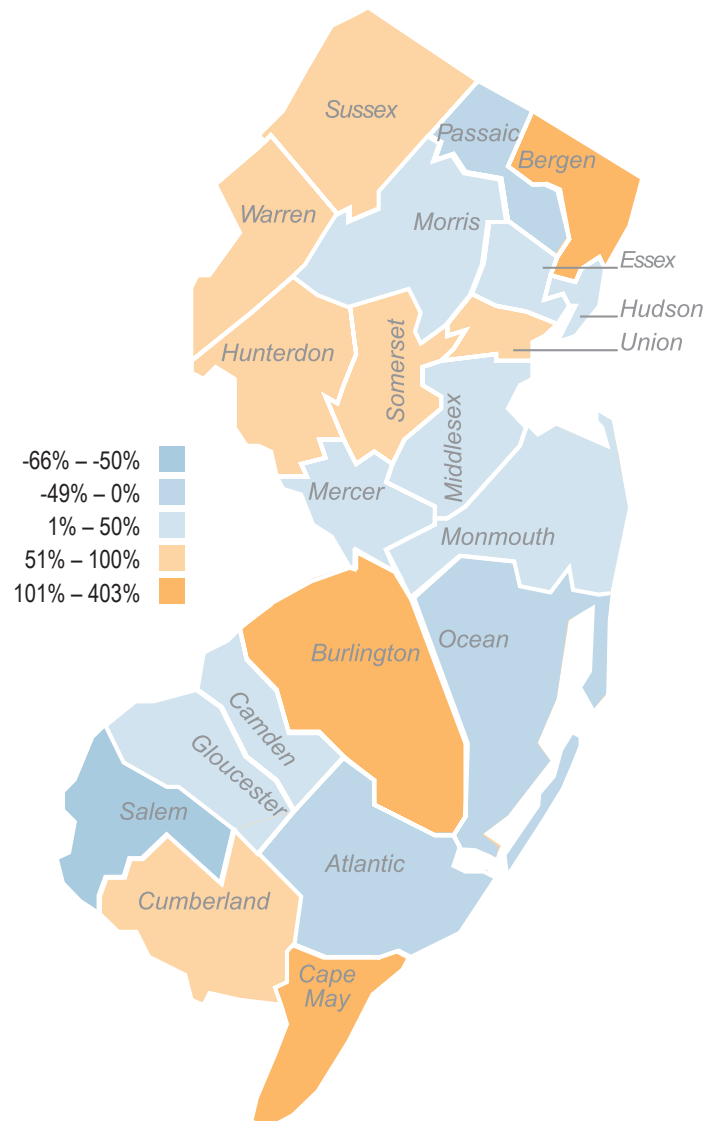 Sussex
Passaic
Bergen
Warren
Morris
Essex
Hudson
Union
Hunterdon
Somerset
Middlesex
-66% – -50%
-49% – 0%
1% – 50%
51% – 100%
101% – 403%
Mercer
Monmouth
Ocean
Burlington
Camden
Gloucester
Salem
Atlantic
Cumberland
Cape
May